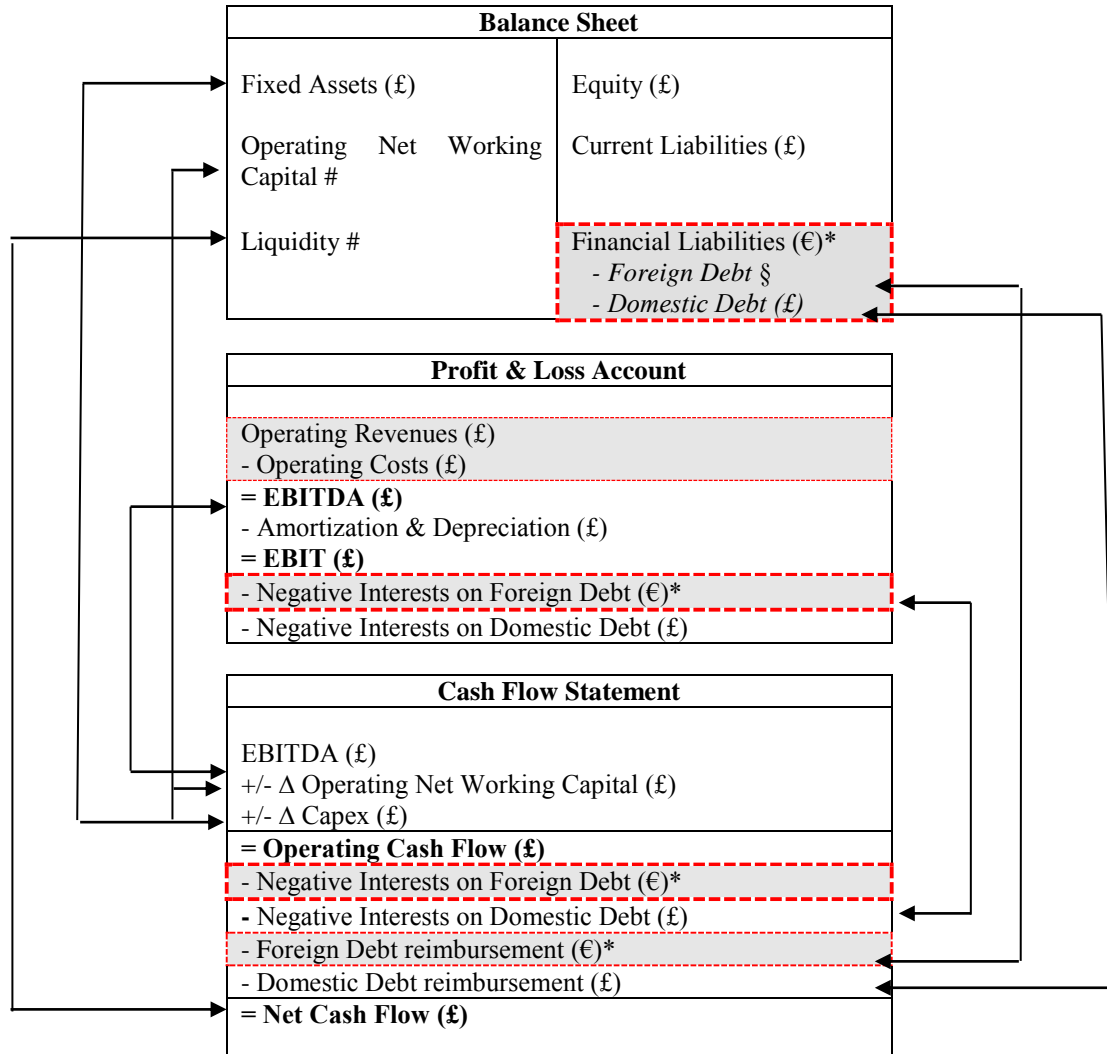 Balance Sheet
Fixed Assets (£)
Equity (£)
Operating Net Working
Capital #
Current Liabilities (£)
Liquidity #
Financial Liabilities (€)*
- Foreign Debt §
- Domestic Debt (£)
Profit & Loss Account
Operating Revenues (£)
- Operating Costs (£)
= EBITDA (£)
- Amortization & Depreciation (£)
= EBIT (£)
- Negative Interests on Foreign Debt (€)*
- Negative Interests on Domestic Debt (£)
Cash Flow Statement
EBITDA (£)
+/- Δ Operating Net Working Capital (£)
+/- Δ Capex (£)
= Operating Cash Flow (£)
- Negative Interests on Foreign Debt (€)*
- Negative Interests on Domestic Debt (£)
- Foreign Debt reimbursement (€)*
- Domestic Debt reimbursement (£)
= Net Cash Flow (£)